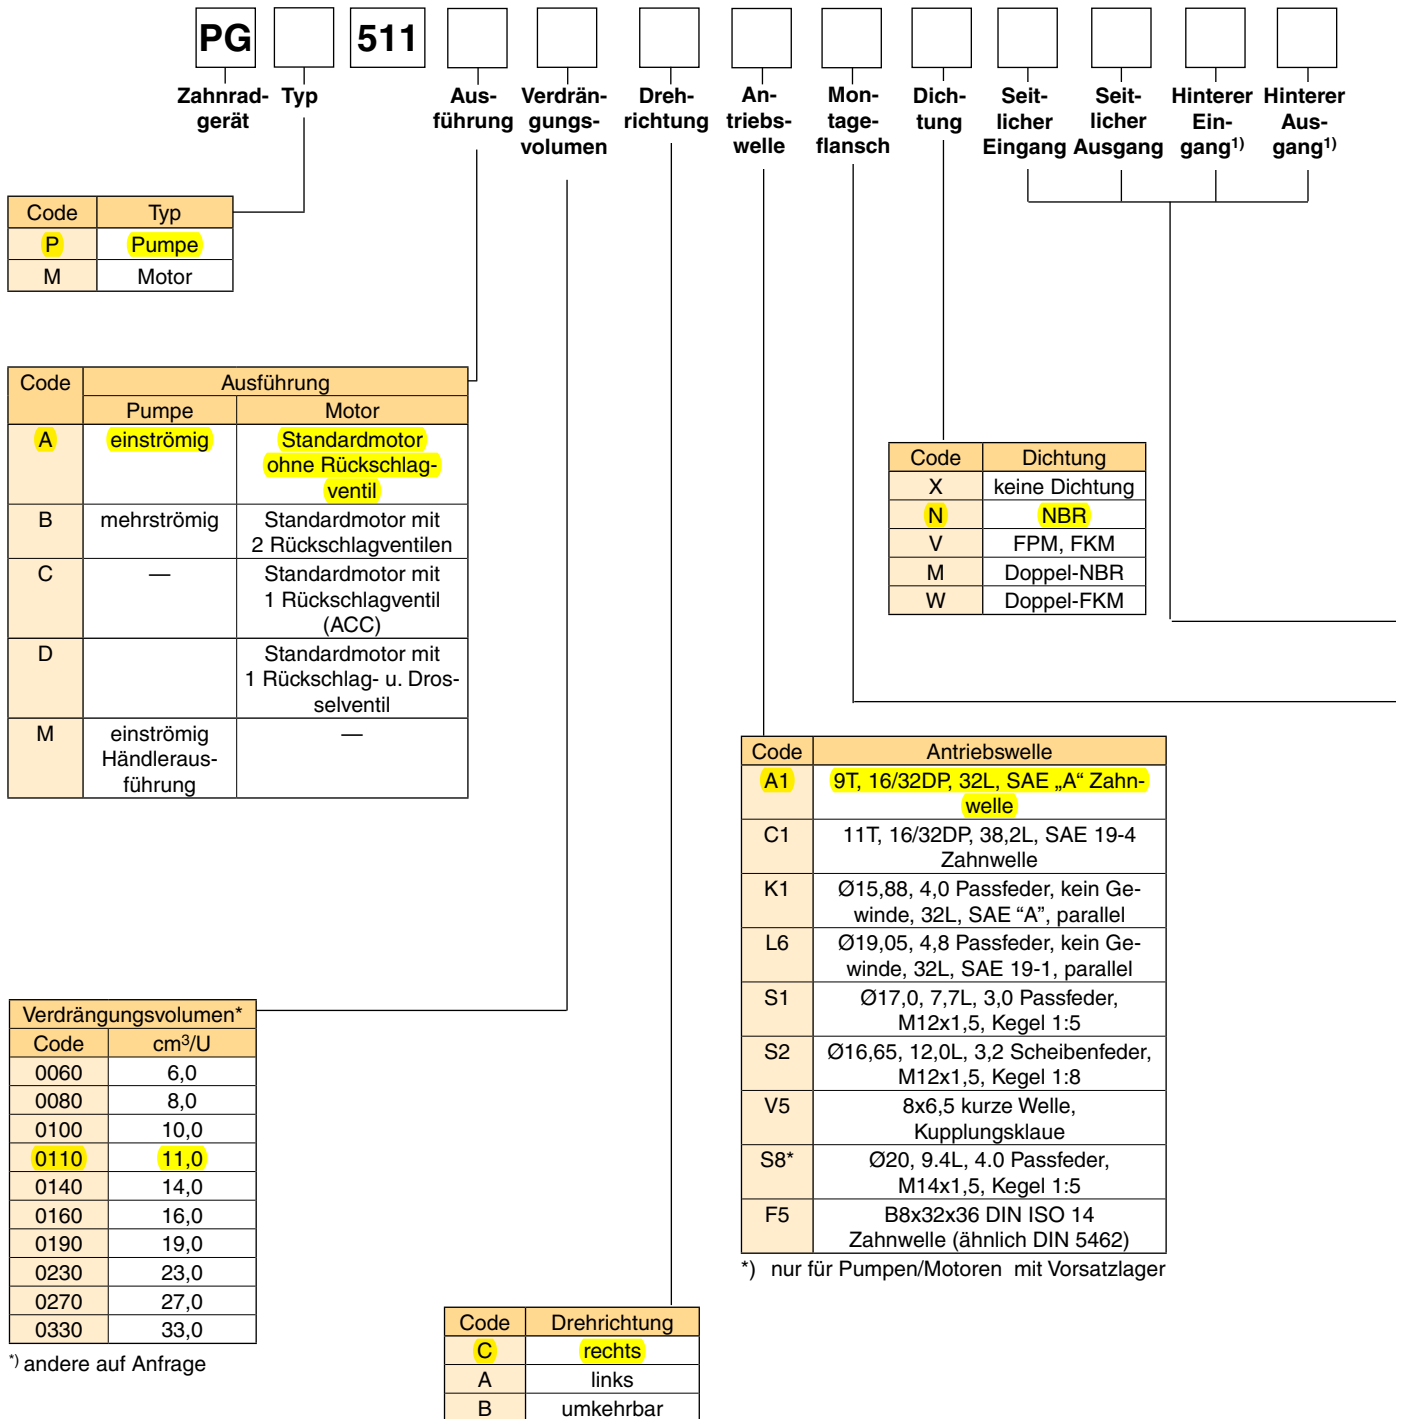 PG 511
Zahnrad- Typ Aus- Verdrän- Dreh- An- Mon- Dich- Seit- Seit- Hinterer Hinterer
gerät führung gungs- richtung triebs- tage- tung licher licher Ein- Aus-
volumen welle flansch Eingang Ausgang gang1) gang1)
Code Typ
P Pumpe
M Motor
Code Ausführung
Pumpe Motor
A einströmig Standardmotor
ohne Rückschlag-
ventil
B mehrströmig Standardmotor mit
2 Rückschlagventilen
C — Standardmotor mit
1 Rückschlagventil
(ACC)
D Standardmotor mit
1 Rückschlag- u. Dros-
selventil
M einströmig —
Händleraus-
führung
Code Dichtung
X keine Dichtung
N NBR
V FPM, FKM
M Doppel-NBR
W Doppel-FKM
Code Antriebswelle
A1 9T, 16/32DP, 32L, SAE „A“ Zahn-
welle
C1 11T, 16/32DP, 38,2L, SAE 19-4
Zahnwelle
K1 Ø15,88, 4,0 Passfeder, kein Ge-
winde, 32L, SAE “A”, parallel
L6 Ø19,05, 4,8 Passfeder, kein Ge-
winde, 32L, SAE 19-1, parallel
S1 Ø17,0, 7,7L, 3,0 Passfeder,
M12x1,5, Kegel 1:5
S2 Ø16,65, 12,0L, 3,2 Scheibenfeder,
M12x1,5, Kegel 1:8
V5 8x6,5 kurze Welle,
Kupplungsklaue
S8* Ø20, 9.4L, 4.0 Passfeder,
M14x1,5, Kegel 1:5
F5 B8x32x36 DIN ISO 14
Zahnwelle (ähnlich DIN 5462)
*) nur für Pumpen/Motoren mit Vorsatzlager
Verdrängungsvolumen*
Code cm³/U
0060 6,0
0080 8,0
0100 10,0
0110 11,0
0140 14,0
0160 16,0
0190 19,0
0230 23,0
0270 27,0
0330 33,0
*) andere auf Anfrage
Code Drehrichtung
C rechts
A links
B umkehrbar